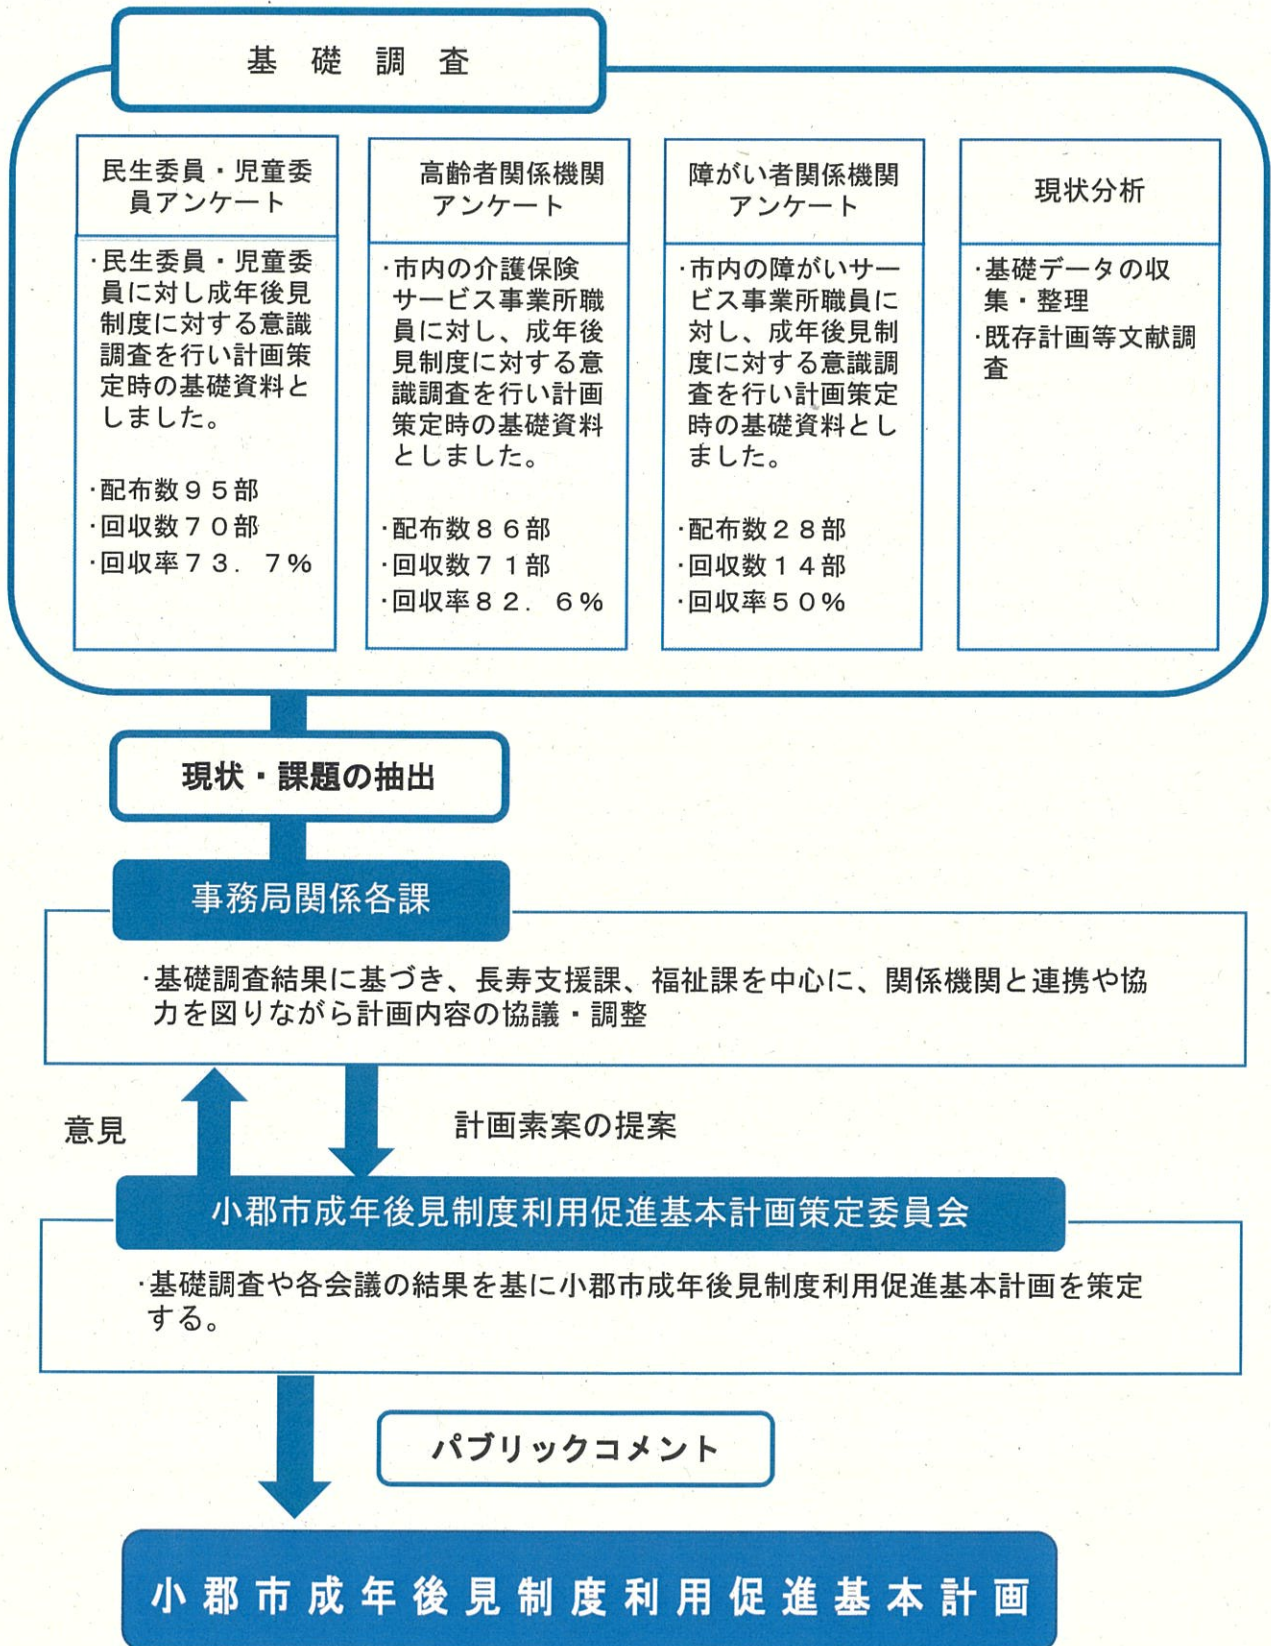 基礎調査
民生委員・児童委
員アンケート
・民生委員・児童委
員に対し成年後見
制度に対する意識
調査を行い計画策
定時の基礎資料と
しました。
・配布数９５部
・回収数７０部
・回収率７３．７％
高齢者関係機関
アンケート
・市内の介護保険
サービス事業所職
員に対し、成年後
見制度に対する意
識調査を行い計画
策定時の基礎資料
としました。
・配布数８６部
・回収数７１部
・回収率８２．６％
障がい者関係機関
アンケート
・市内の障がいサー
ビス事業所職員に
対し、成年後見制
度に対する意識調
査を行い計画策定
時の基礎資料とし
ました。
・配布数２８部
・回収数１４部
・回収率５０％
現状分析
・基礎データの収
集・整理
・既存計画等文献調
査
現状・課題の抽出
事務局関係各課
・基礎調査結果に基づき、長寿支援課、福祉課を中心に、関係機関と連携や協
力を図りながら計画内容の協議・調整
意見
計画素案の提案
小郡市成年後見制度利用促進基本計画策定委員会
・基礎調査や各会議の結果を基に小郡市成年後見制度利用促進基本計画を策定
する。
パブリックコメント
小郡市成年後見制度利用促進基本計画